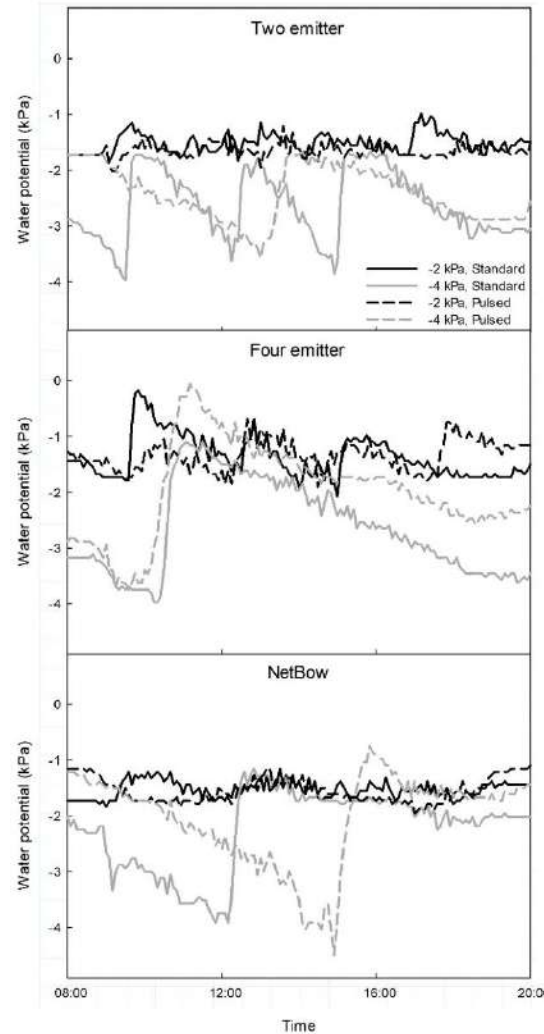 Two emitter
0
-1
-2
-3
-4
Water potential (kPa)
-2 kPa, Standard
-4 kPa, Standard
-2 kPa, Pulsed
-4 kPa, Pulsed
Four emitter
0
-1
-2
-3
-4
Water potential (kPa)
NetBow
0
-1
-2
-3
-4
Water potential (kPa)
08:00 12:00 16:00 20:00
Time